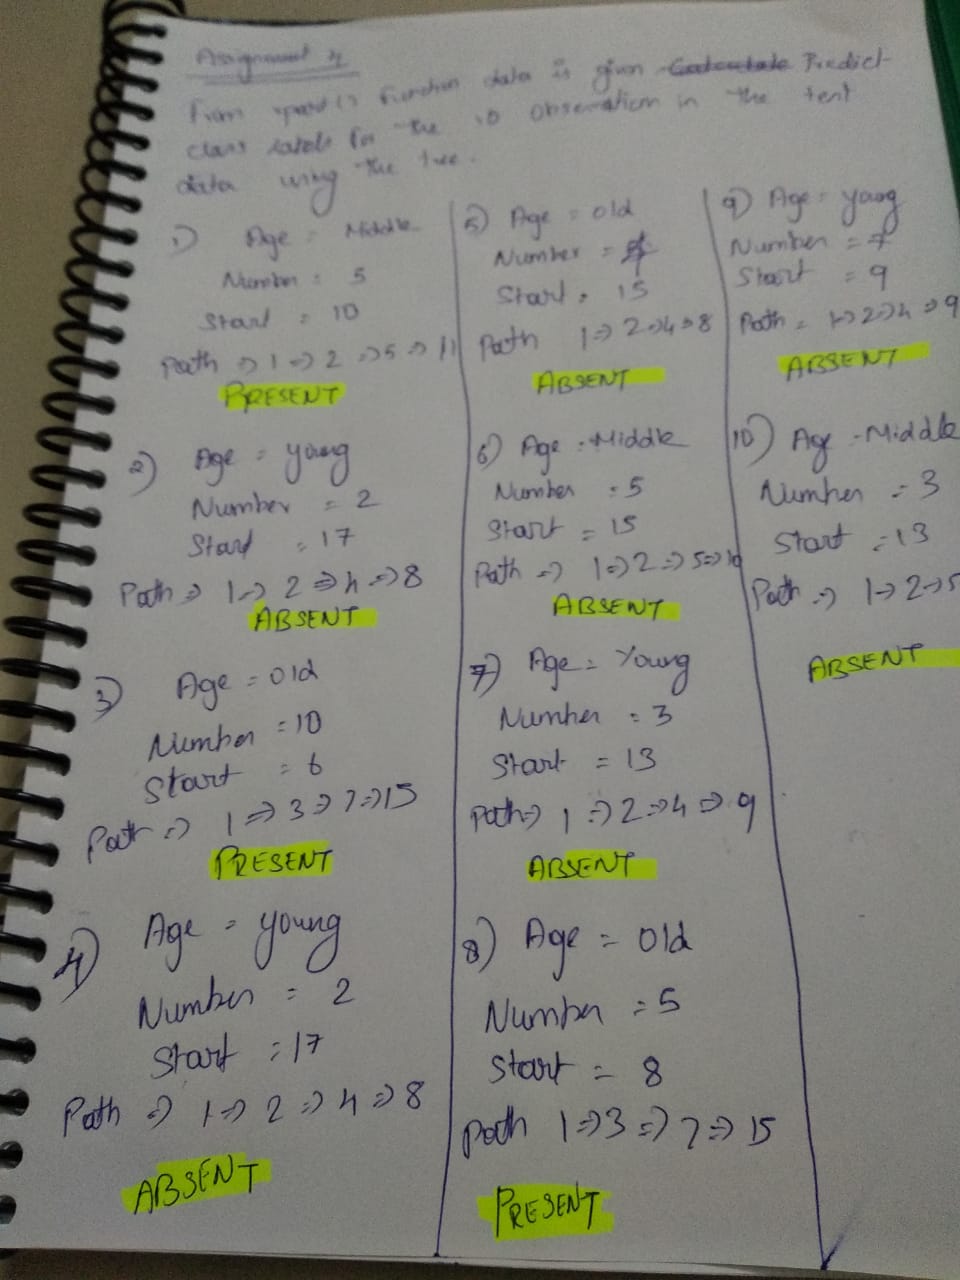 Assignment 4
From rpart() Function data is given Predict
class labels for the 10 observation in the test
data using the tree.
1) Age = Middle
Number = 5
Start = 10
Path => 1 => 2 => 5 => 11
PRESENT
2) Age = young
Number = 2
Start = 17
Path => 1 => 2 => 4 => 8
ABSENT
3) Age = Old
Number = 10
Start = 6
Path => 1 => 3 => 7 => 15
PRESENT
4) Age = young
Number = 2
Start = 17
Path => 1 => 2 => 4 => 8
ABSENT
5) Age = Old
Number =
Start = 15
Path 1 => 2 => 4 => 8
ABSENT
6) Age = Middle
Number = 5
Start = 15
Path => 1 => 2 => 5 => 10
ABSENT
7) Age = Young
Number = 3
Start = 13
Path => 1 => 2 => 4 => 9
ABSENT
8) Age = Old
Number = 5
Start = 8
Path 1 => 3 => 7 => 15
PRESENT
9) Age = young
Number = 7
Start = 9
Path = 1 => 2 => 4 => 9
ABSENT
10) Age = Middle
Number = 3
Start = 13
Path => 1 => 2 => 5
ABSENT